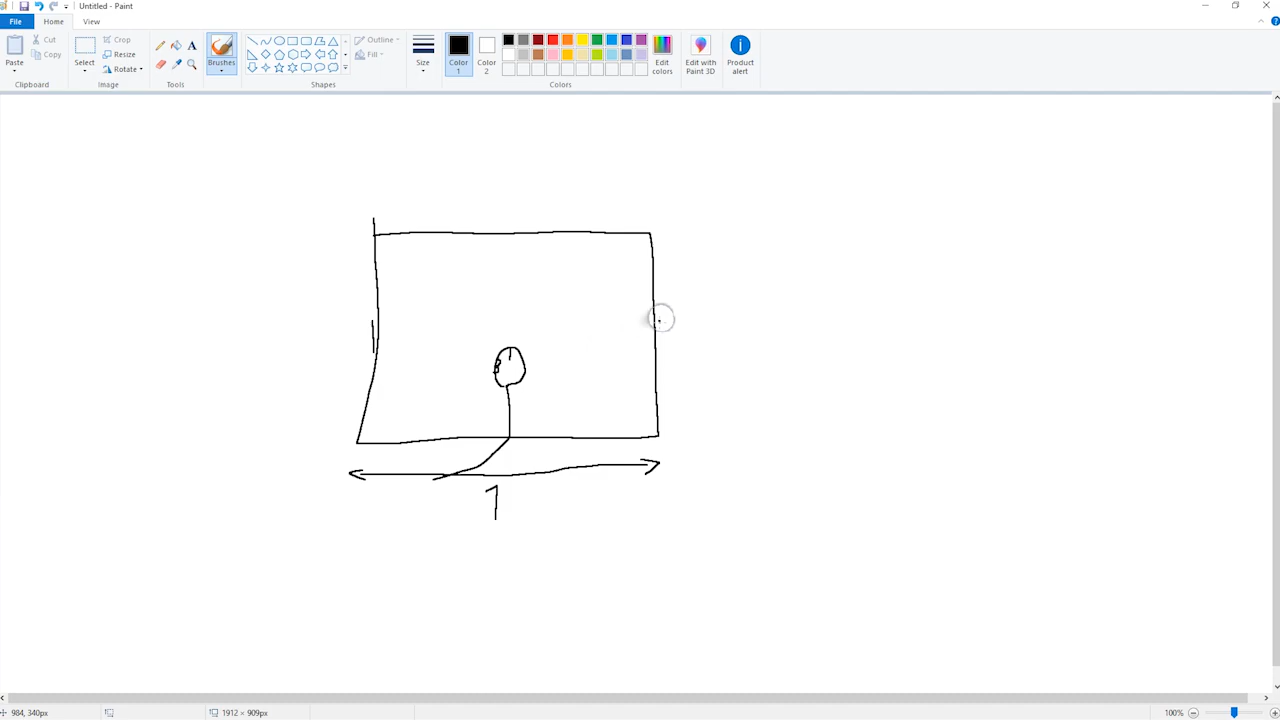 Untitled - Paint
File
Home
View
Paste
Cut
Copy
Clipboard
Select
Crop
Resize
Rotate
Image
A
Tools
Brushes
Shapes
Outline
Fill
Size
Color 1
Color 2
Colors
Edit colors
Edit with Paint 3D
Product alert
1
984, 340px
1912 × 909px
100%